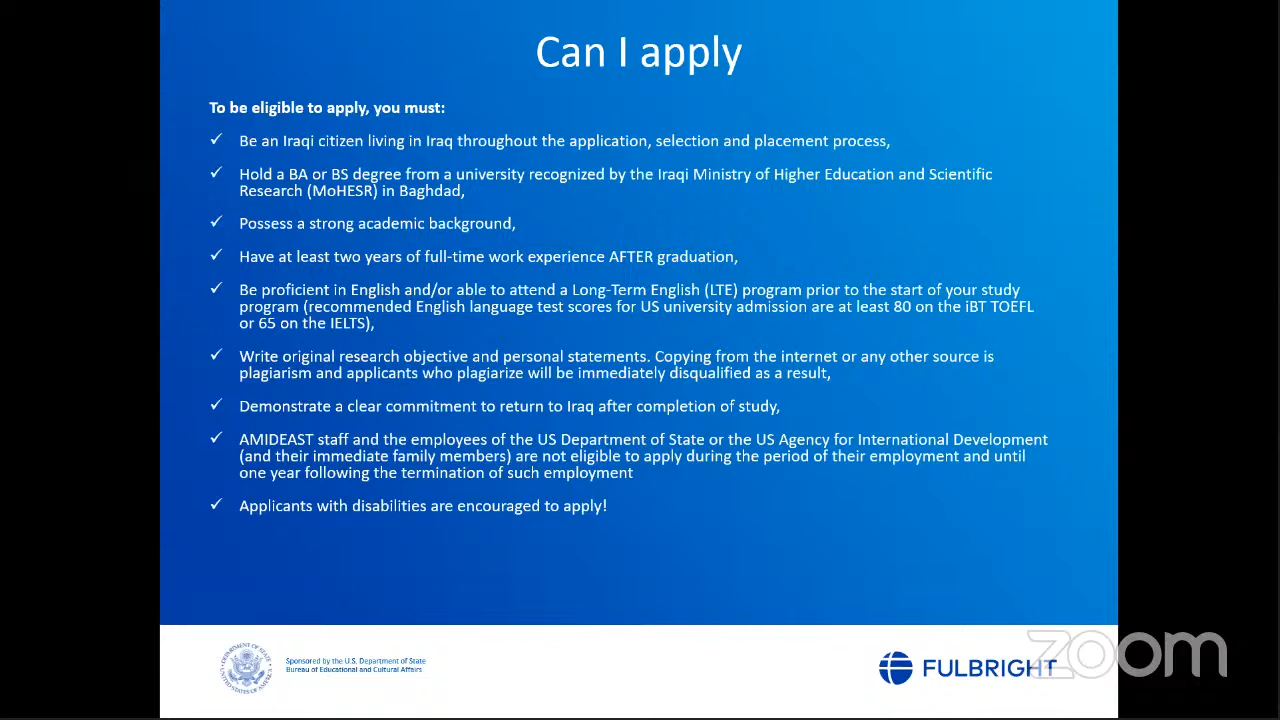 Can I apply
To be eligible to apply, you must:
✓ Be an Iraqi citizen living in Iraq throughout the application, selection and placement process,
✓ Hold a BA or BS degree from a university recognized by the Iraqi Ministry of Higher Education and Scientific
Research (MoHESR) in Baghdad,
✓ Possess a strong academic background,
✓ Have at least two years of full-time work experience AFTER graduation,
✓ Be proficient in English and/or able to attend a Long-Term English (LTE) program prior to the start of your study
program (recommended English language test scores for US university admission are at least 80 on the iBT TOEFL
or 65 on the IELTS),
✓ Write original research objective and personal statements. Copying from the internet or any other source is
plagiarism and applicants who plagiarize will be immediately disqualified as a result,
✓ Demonstrate a clear commitment to return to Iraq after completion of study,
✓ AMIDEAST staff and the employees of the US Department of State or the US Agency for International Development
(and their immediate family members) are not eligible to apply during the period of their employment and until
one year following the termination of such employment
✓ Applicants with disabilities are encouraged to apply!
DEPARTMENT OF STATE
UNITED STATES OF AMERICA
Sponsored by the U.S. Department of State
Bureau of Educational and Cultural Affairs
FULBRIGHT
zoom